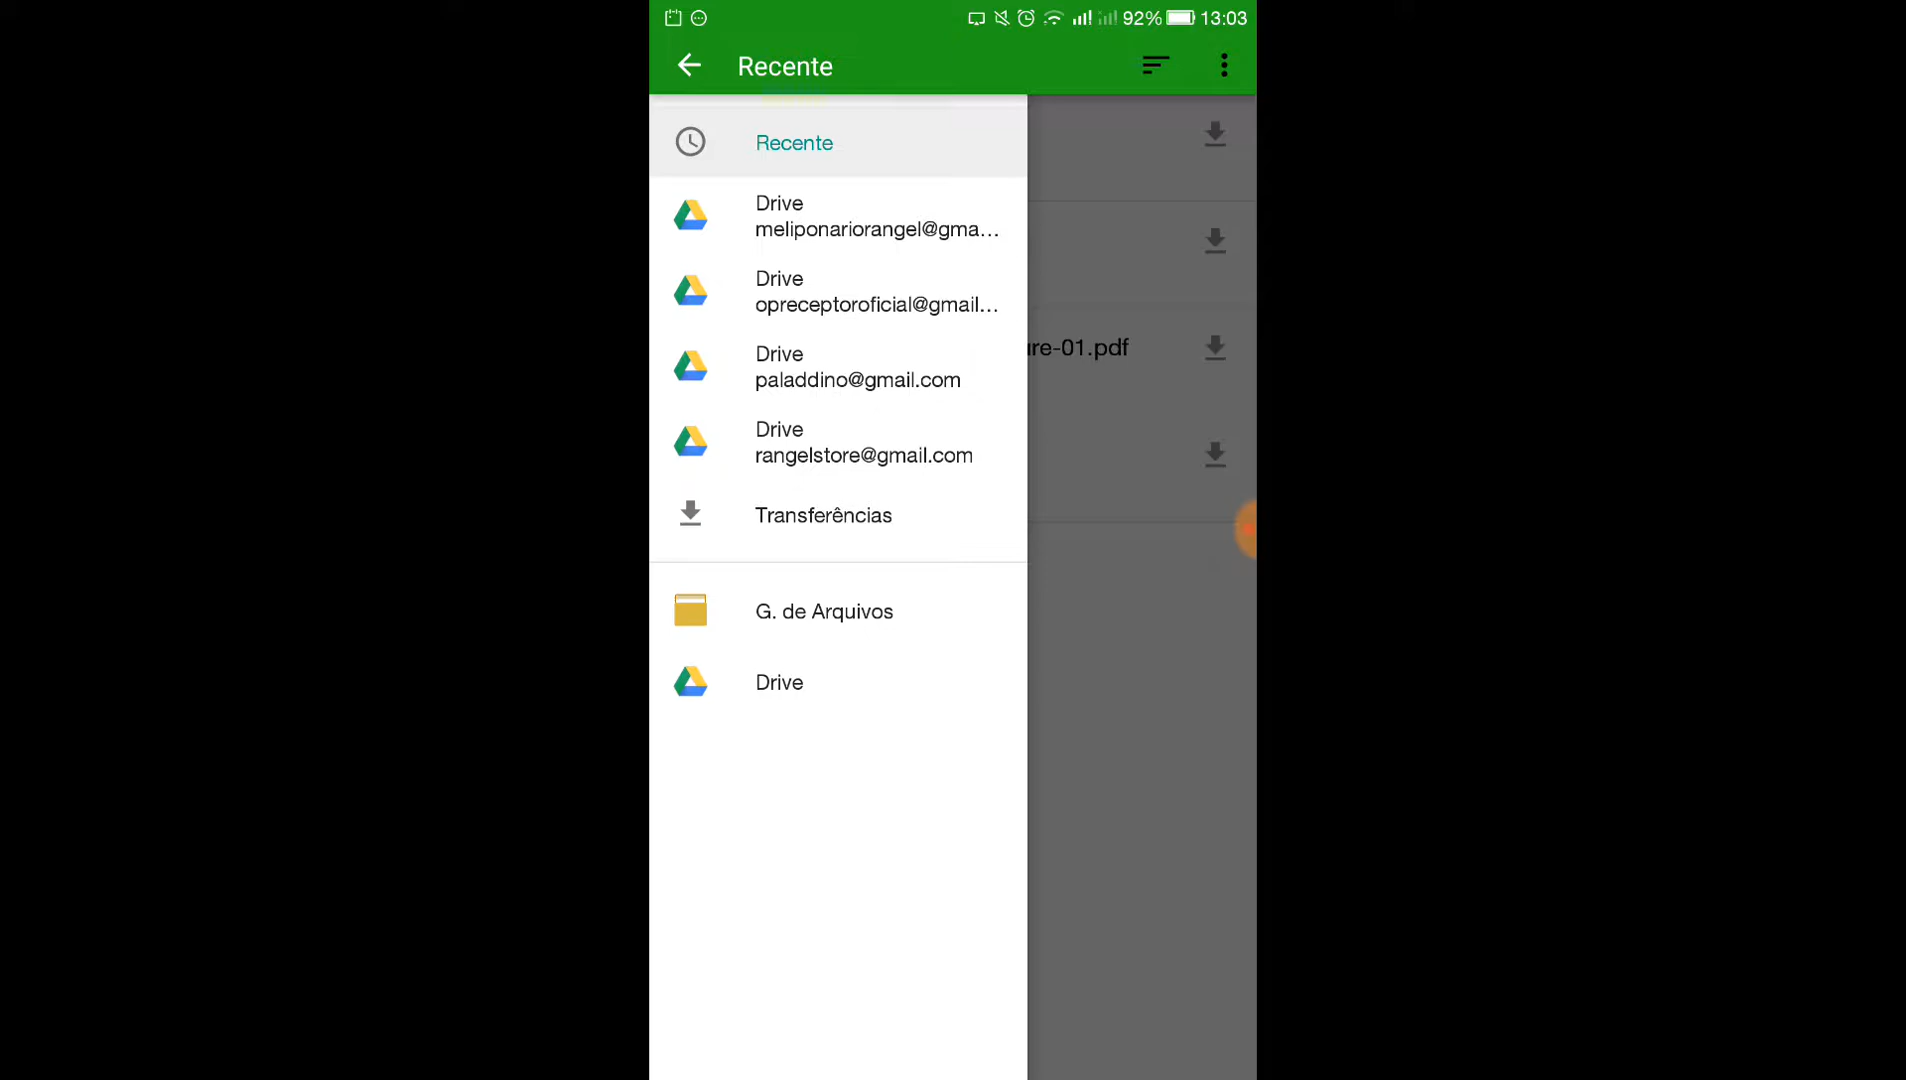 92% 13:03
Recente
Recente
Drive
meliponariorangel@gma...
Drive
opreceptoroficial@gmail...
Drive
paladdino@gmail.com
Drive
rangelstore@gmail.com
Transferências
G. de Arquivos
Drive
re-01.pdf